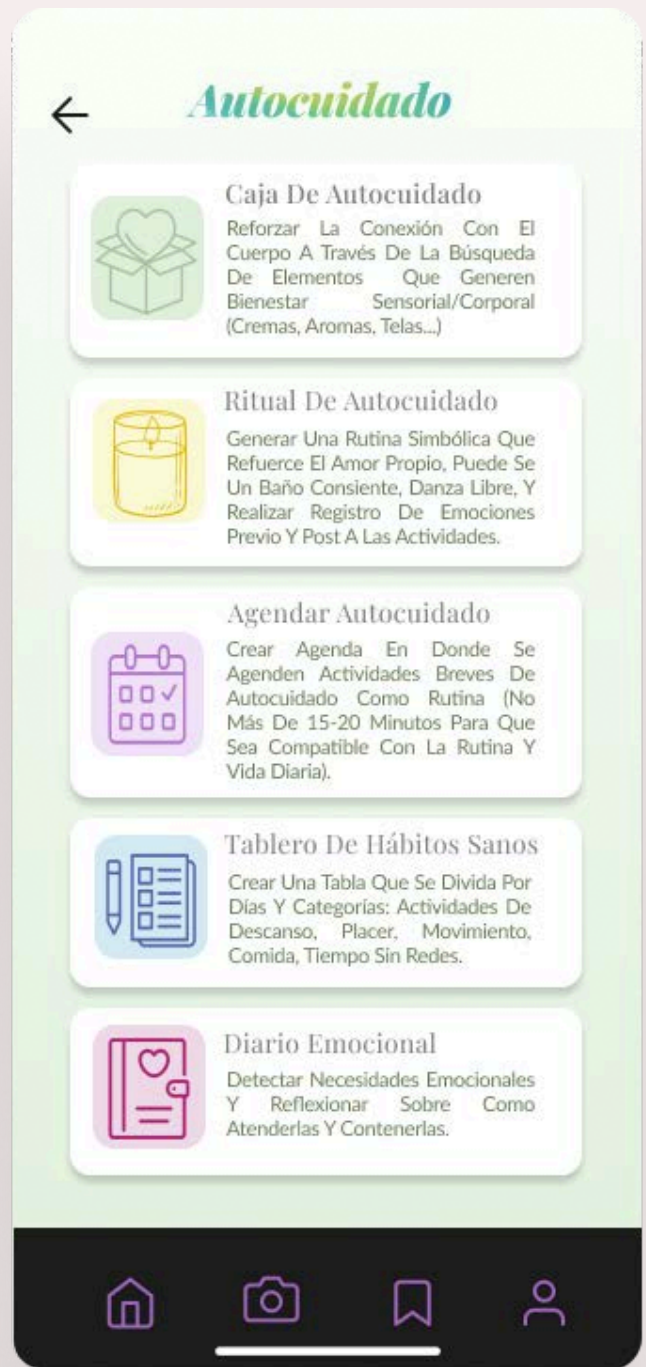 Autocuidado
Caja De Autocuidado
Reforzar La Conexión Con El
Cuerpo A Través De La Búsqueda
De Elementos Que Generen
Bienestar Sensorial/Corporal
(Cremas, Aromas, Telas...)
Ritual De Autocuidado
Generar Una Rutina Simbólica Que
Refuerce El Amor Propio, Puede Se
Un Baño Consiente, Danza Libre, Y
Realizar Registro De Emociones
Previo Y Post A Las Actividades.
Agendar Autocuidado
Crear Agenda En Donde Se
Agenden Actividades Breves De
Autocuidado Como Rutina (No
Más De 15-20 Minutos Para Que
Sea Compatible Con La Rutina Y
Vida Diaria).
Tablero De Hábitos Sanos
Crear Una Tabla Que Se Divida Por
Días Y Categorías: Actividades De
Descanso, Placer, Movimiento,
Comida, Tiempo Sin Redes.
Diario Emocional
Detectar Necesidades Emocionales
Y Reflexionar Sobre Como
Atenderlas Y Contenerlas.